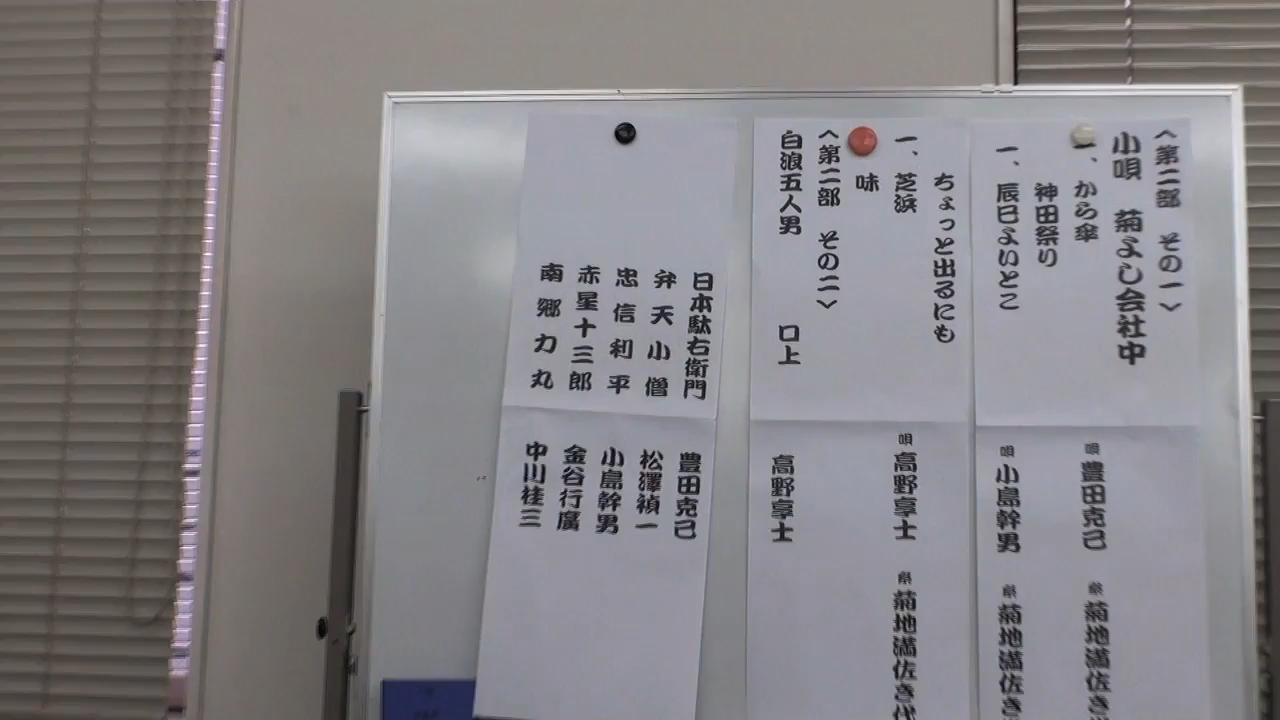 〈第二部 その一〉
小唄 菊よし会社中
、から傘 唄 豊田克己 糸 菊地満佐き
神田祭り
一、辰巳よいとこ 唄 小島幹男 糸 菊地満佐き
ちょっと出るにも
一、芝浜 唄 高野享士 糸 菊地満佐き代
味
〈第二部 その二〉
白浪五人男 口上 高野享士
日本駄右衛門 豊田克己
弁天小僧 松澤禎一
忠信利平 小島幹男
赤星十三郎 金谷行廣
南郷力丸 中川桂三